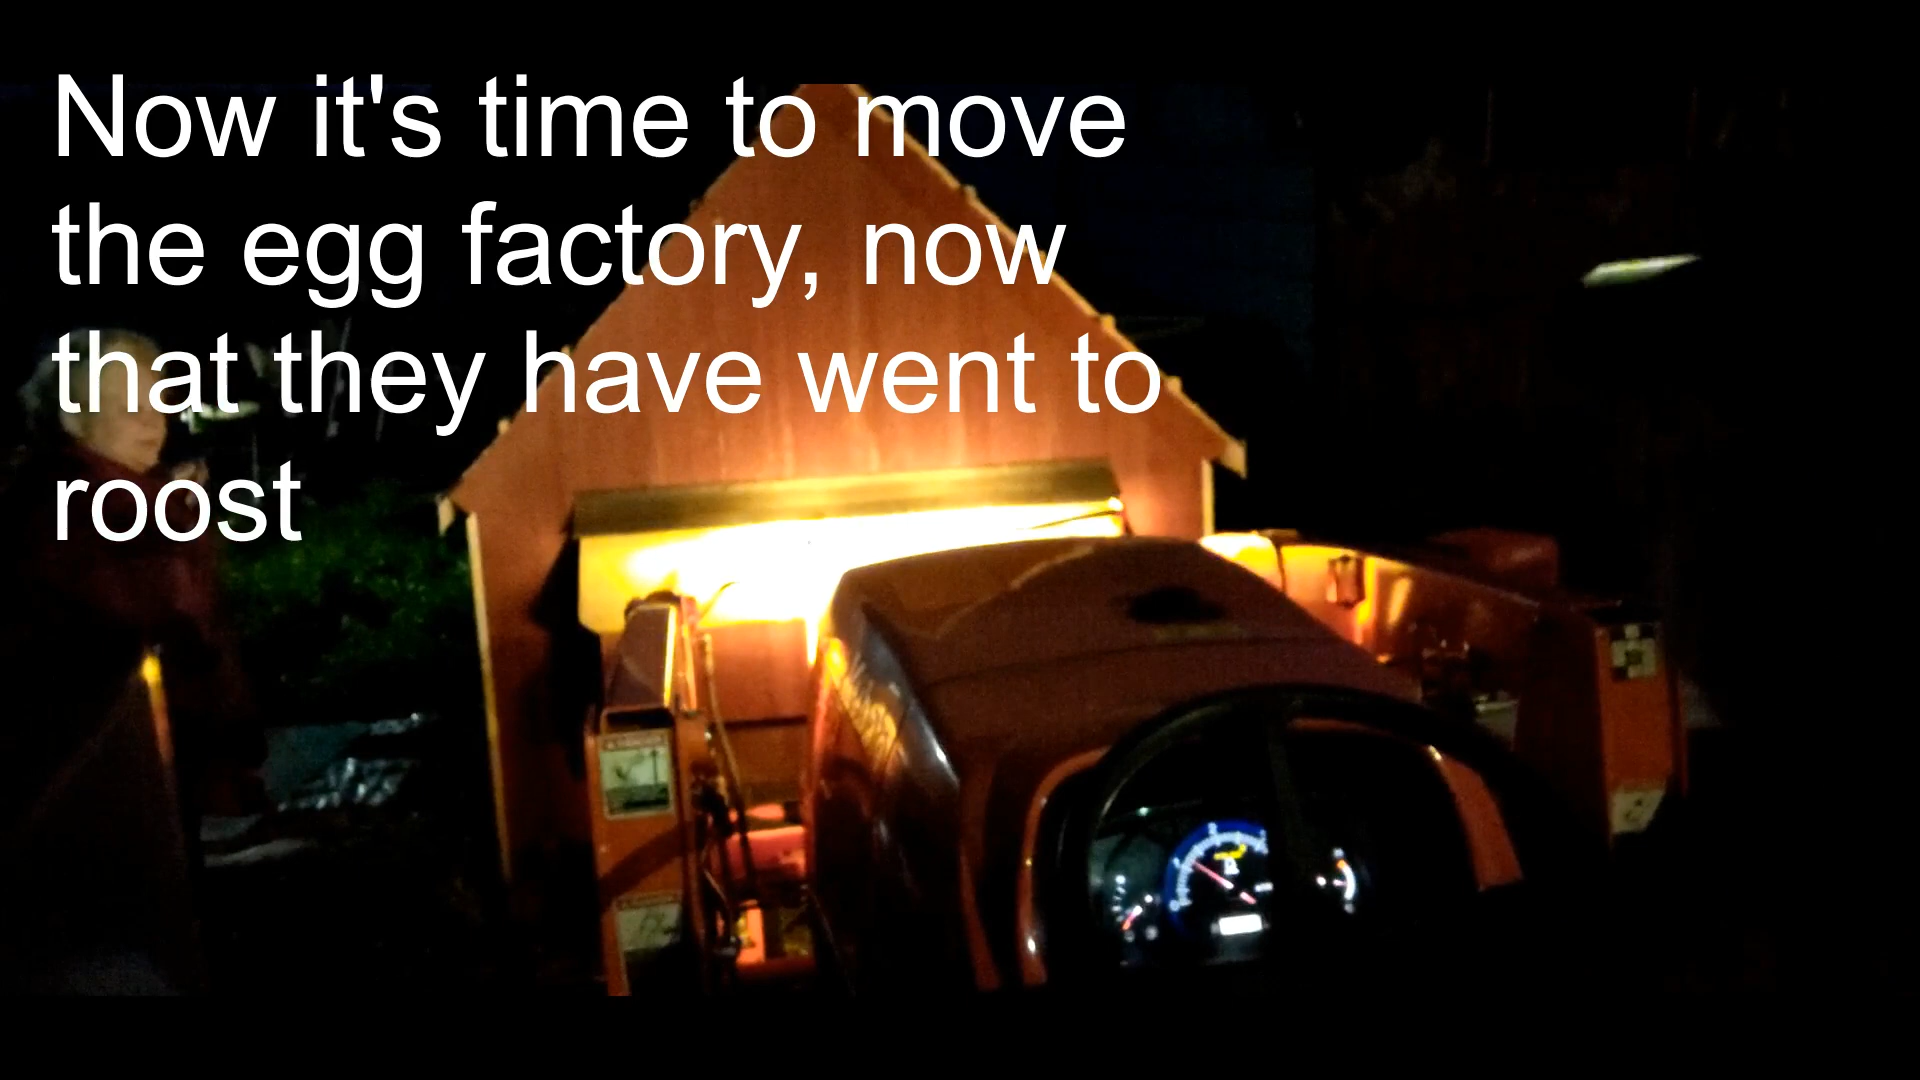 Now it's time to move
the egg factory, now
that they have went to
roost